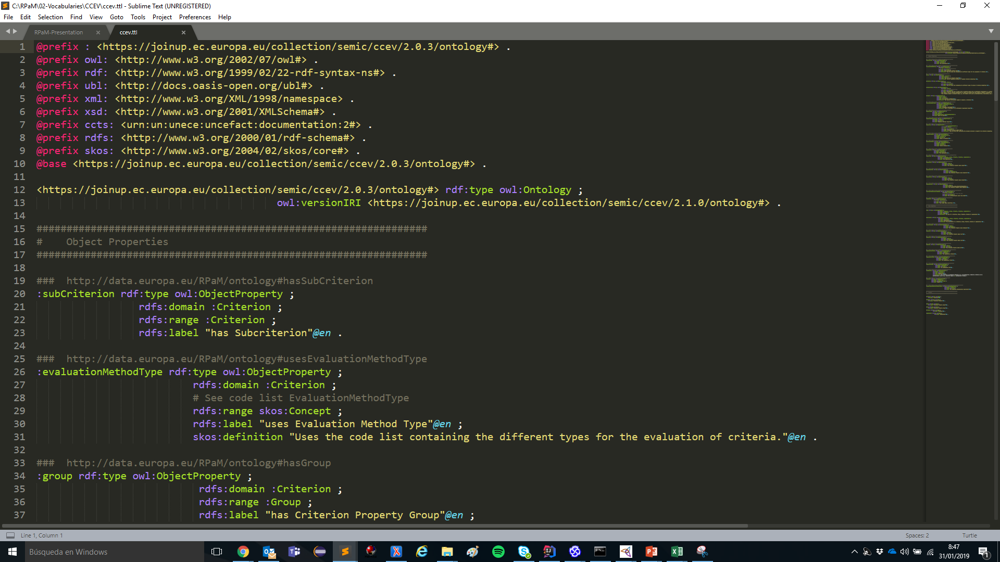 C:\RPaM\02-Vocabularies\CCEV\ccev.ttl - Sublime Text (UNREGISTERED)
File Edit Selection Find View Goto Tools Project Preferences Help
RPaM-Presentation × ccev.ttl ×
1 @prefix : <https://joinup.ec.europa.eu/collection/semic/ccev/2.0.3/ontology#> .
2 @prefix owl: <http://www.w3.org/2002/07/owl#> .
3 @prefix rdf: <http://www.w3.org/1999/02/22-rdf-syntax-ns#> .
4 @prefix ubl: <http://docs.oasis-open.org/ubl#> .
5 @prefix xml: <http://www.w3.org/XML/1998/namespace> .
6 @prefix xsd: <http://www.w3.org/2001/XMLSchema#> .
7 @prefix ccts: <urn:un:unece:uncefact:documentation:2#> .
8 @prefix rdfs: <http://www.w3.org/2000/01/rdf-schema#> .
9 @prefix skos: <http://www.w3.org/2004/02/skos/core#> .
10 @base <https://joinup.ec.europa.eu/collection/semic/ccev/2.0.3/ontology#> .
11
12 <https://joinup.ec.europa.eu/collection/semic/ccev/2.0.3/ontology#> rdf:type owl:Ontology ;
13 owl:versionIRI <https://joinup.ec.europa.eu/collection/semic/ccev/2.1.0/ontology#> .
14
15 #################################################################
16 # Object Properties
17 #################################################################
18
19 ### http://data.europa.eu/RPaM/ontology#hasSubCriterion
20 :subCriterion rdf:type owl:ObjectProperty ;
21 rdfs:domain :Criterion ;
22 rdfs:range :Criterion ;
23 rdfs:label "has Subcriterion"@en .
24
25 ### http://data.europa.eu/RPaM/ontology#usesEvaluationMethodType
26 :evaluationMethodType rdf:type owl:ObjectProperty ;
27 rdfs:domain :Criterion ;
28 # See code list EvaluationMethodType
29 rdfs:range skos:Concept ;
30 rdfs:label "uses Evaluation Method Type"@en ;
31 skos:definition "Uses the code list containing the different types for the evaluation of criteria."@en .
32
33 ### http://data.europa.eu/RPaM/ontology#hasGroup
34 :group rdf:type owl:ObjectProperty ;
35 rdfs:domain :Criterion ;
36 rdfs:range :Group ;
37 rdfs:label "has Criterion Property Group"@en ;
Line 1, Column 1 Spaces: 2 Turtle
Búsqueda en Windows
8:47
31/01/2019
1